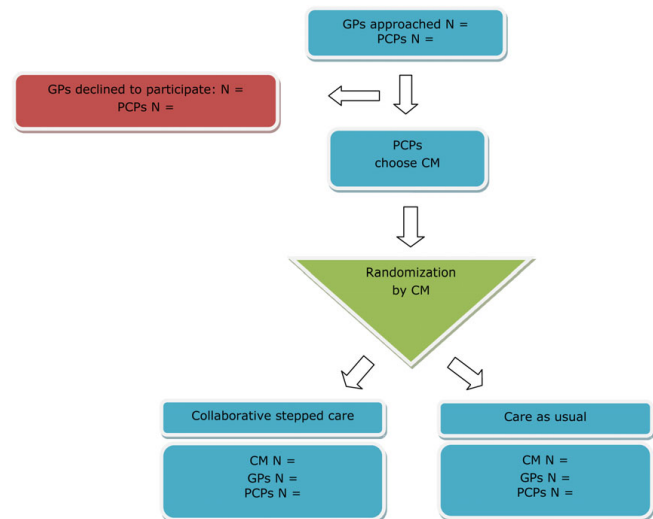 GPs approached N =
PCPs N =
GPs declined to participate: N =
PCPs N =
PCPs
choose CM
Randomization
by CM
Collaborative stepped care
Care as usual
CM N =
GPs N =
PCPs N =
CM N =
GPs N =
PCPs N =